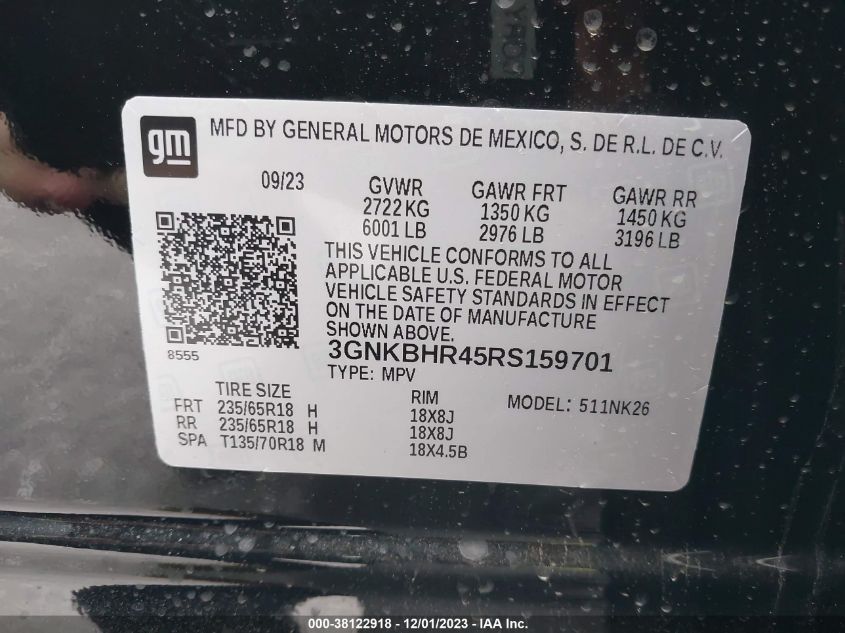 gm
MFD BY GENERAL MOTORS DE MEXICO, S. DE R.L. DE C.V.
09/23
GVWR GAWR FRT GAWR RR
2722 KG 1350 KG 1450 KG
6001 LB 2976 LB 3196 LB
THIS VEHICLE CONFORMS TO ALL
APPLICABLE U.S. FEDERAL MOTOR
VEHICLE SAFETY STANDARDS IN EFFECT
ON THE DATE OF MANUFACTURE
SHOWN ABOVE.
8555
3GNKBHR45RS159701
TYPE: MPV
TIRE SIZE RIM MODEL: 511NK26
FRT 235/65R18 H 18X8J
RR 235/65R18 H 18X8J
SPA T135/70R18 M 18X4.5B
000-38122918 - 12/01/2023 - IAA Inc.